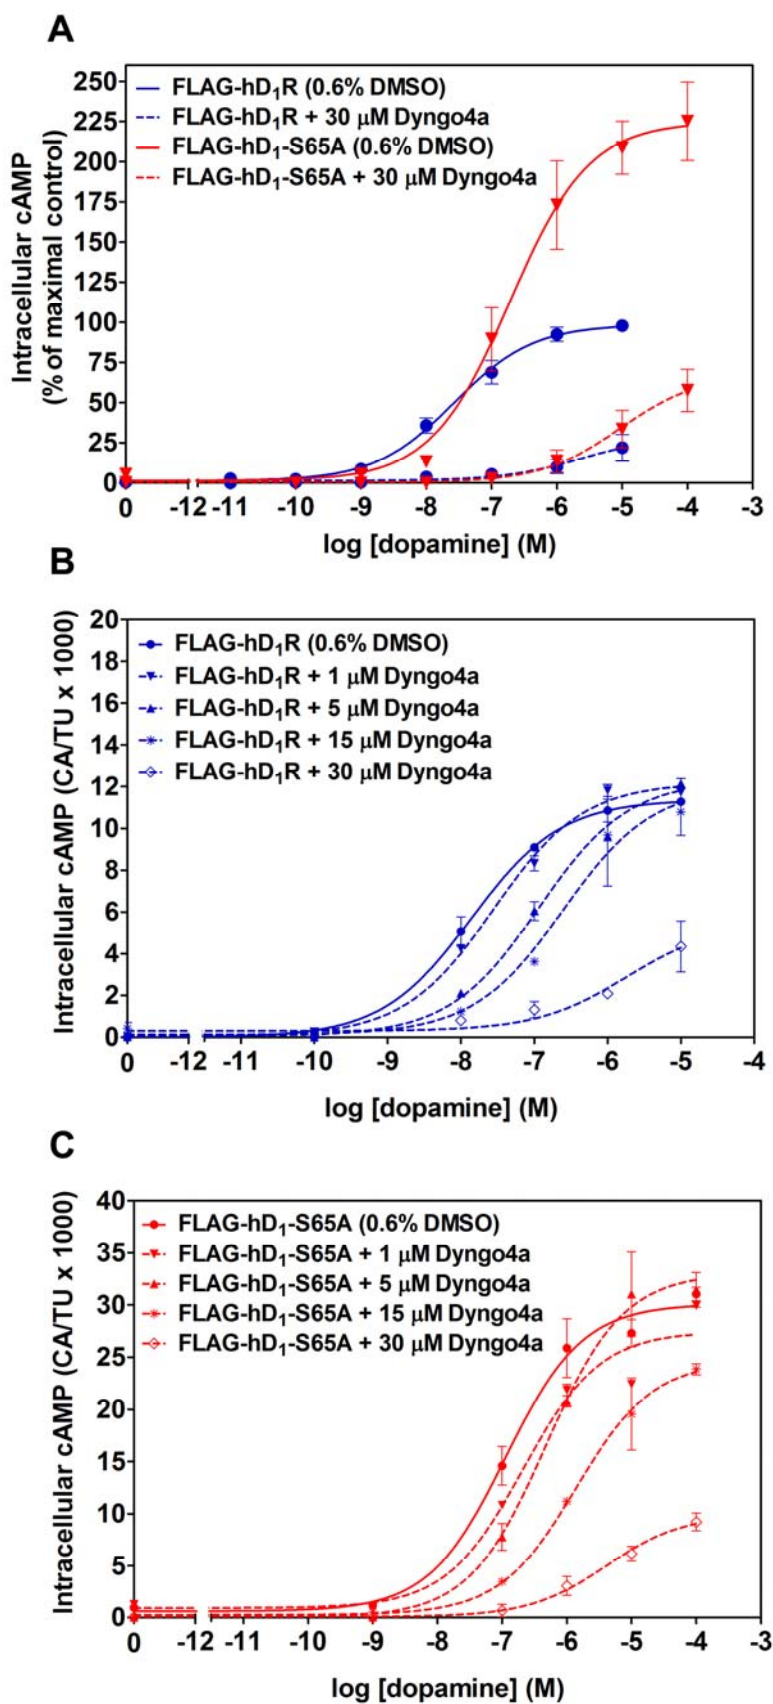 A
Intracellular cAMP
(% of maximal control)
250
225
200
175
150
125
100
75
50
25
0
FLAG-hD₁R (0.6% DMSO)
FLAG-hD₁R + 30 μM Dyngo4a
FLAG-hD₁-S65A (0.6% DMSO)
FLAG-hD₁-S65A + 30 μM Dyngo4a
0 -12 -11 -10 -9 -8 -7 -6 -5 -4 -3
log [dopamine] (M)
B
Intracellular cAMP (CA/TU x 1000)
20
18
16
14
12
10
8
6
4
2
0
FLAG-hD₁R (0.6% DMSO)
FLAG-hD₁R + 1 μM Dyngo4a
FLAG-hD₁R + 5 μM Dyngo4a
FLAG-hD₁R + 15 μM Dyngo4a
FLAG-hD₁R + 30 μM Dyngo4a
0 -12 -11 -10 -9 -8 -7 -6 -5 -4
log [dopamine] (M)
C
Intracellular cAMP (CA/TU x 1000)
40
35
30
25
20
15
10
5
0
FLAG-hD₁-S65A (0.6% DMSO)
FLAG-hD₁-S65A + 1 μM Dyngo4a
FLAG-hD₁-S65A + 5 μM Dyngo4a
FLAG-hD₁-S65A + 15 μM Dyngo4a
FLAG-hD₁-S65A + 30 μM Dyngo4a
0 -12 -11 -10 -9 -8 -7 -6 -5 -4 -3
log [dopamine] (M)